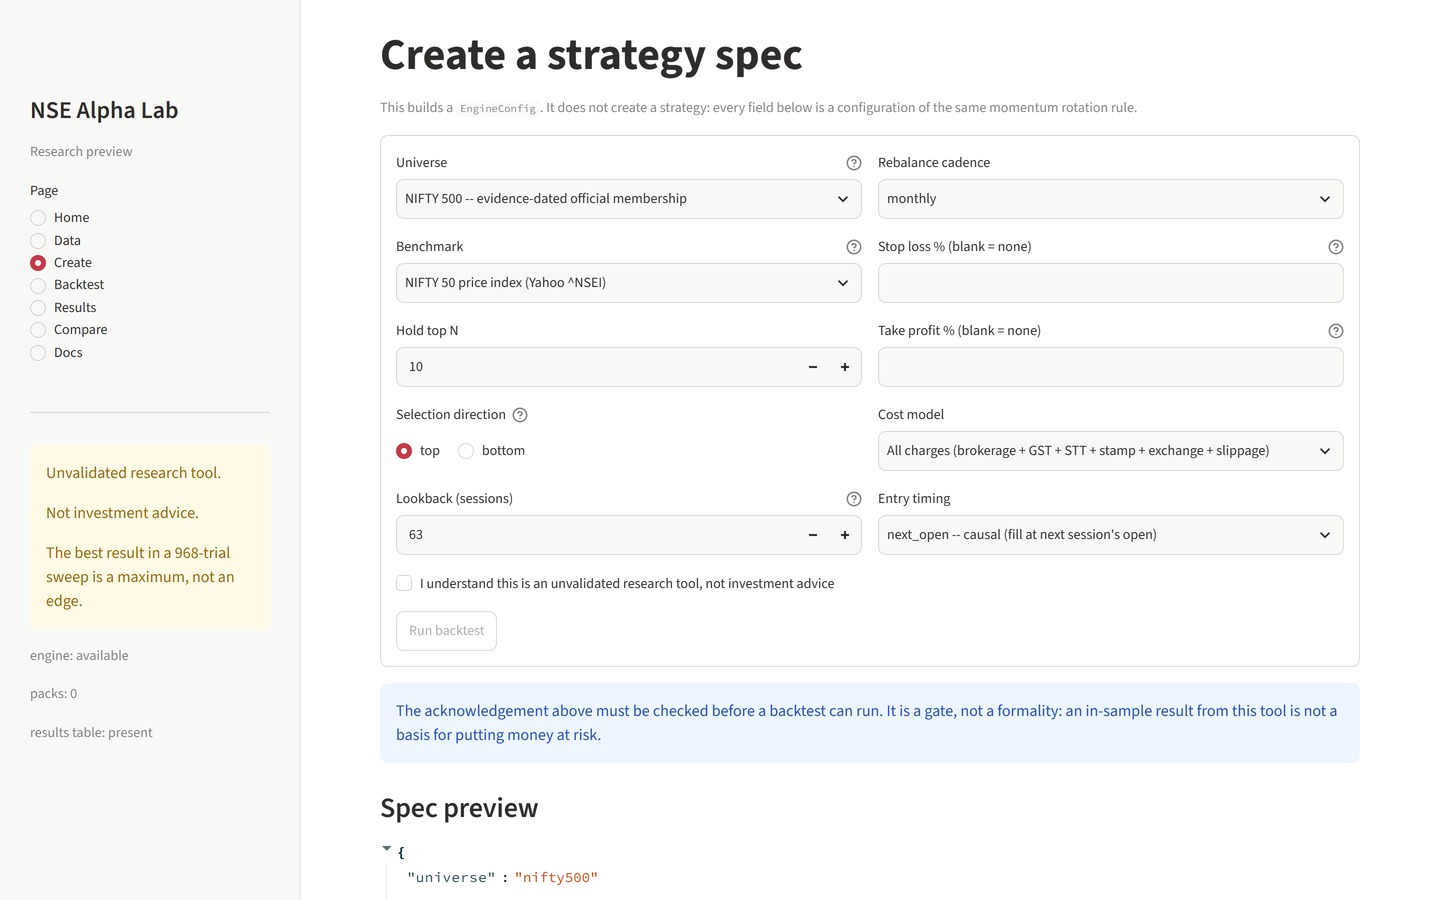 NSE Alpha Lab
Research preview
Page
Home
Data
Create
Backtest
Results
Compare
Docs
Unvalidated research tool.
Not investment advice.
The best result in a 968-trial
sweep is a maximum, not an
edge.
engine: available
packs: 0
results table: present
Create a strategy spec
This builds a EngineConfig. It does not create a strategy: every field below is a configuration of the same momentum rotation rule.
Universe
NIFTY 500 -- evidence-dated official membership
Rebalance cadence
monthly
Benchmark
NIFTY 50 price index (Yahoo ^NSEI)
Stop loss % (blank = none)
Hold top N
10
Take profit % (blank = none)
Selection direction
top
bottom
Cost model
All charges (brokerage + GST + STT + stamp + exchange + slippage)
Lookback (sessions)
63
Entry timing
next_open -- causal (fill at next session's open)
I understand this is an unvalidated research tool, not investment advice
Run backtest
The acknowledgement above must be checked before a backtest can run. It is a gate, not a formality: an in-sample result from this tool is not a
basis for putting money at risk.
Spec preview
{
"universe" : "nifty500"